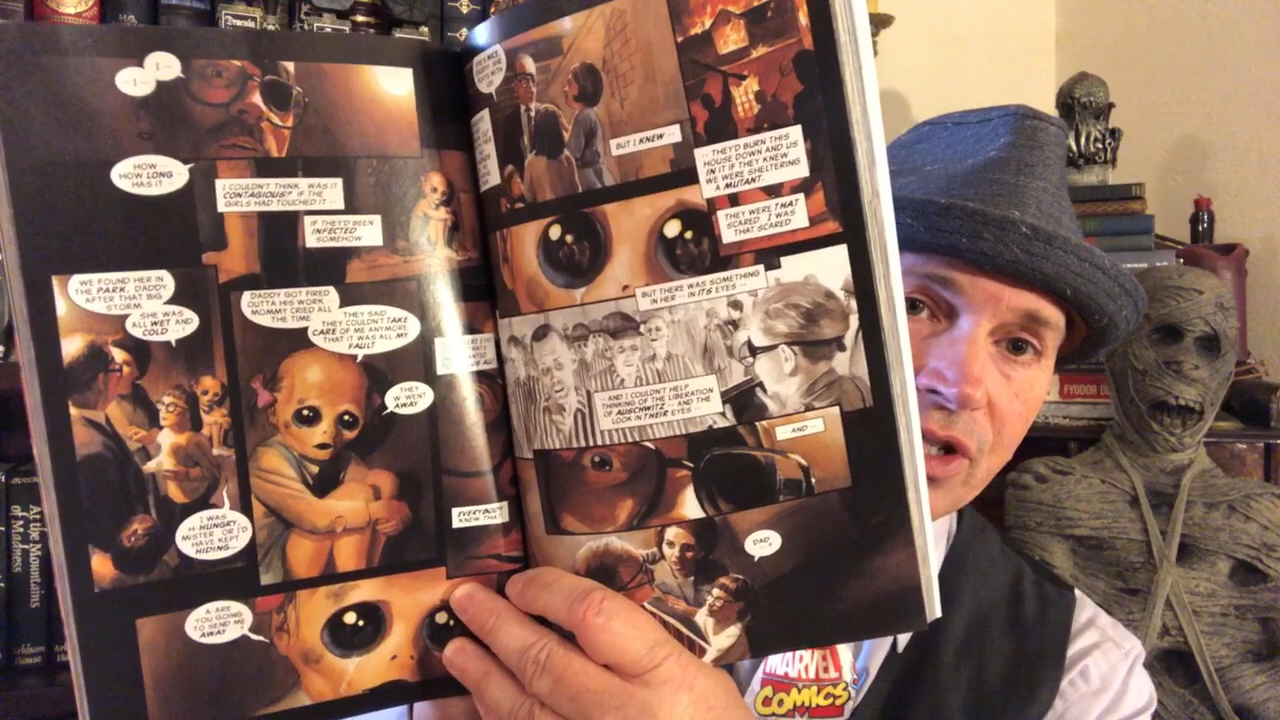 Dracula
- I -
-- I --
HOW --
HOW LONG
HAS IT --
I COULDN'T THINK. WAS IT
CONTAGIOUS? IF THE
GIRLS HAD TOUCHED IT --
IF THEY'D BEEN
INFECTED
SOMEHOW
WE FOUND HER IN
THE PARK, DADDY
AFTER THAT BIG
STORM.
SHE WAS
ALL WET AND
COLD --!
I WAS
H-HUNGRY,
MISTER OR I'D
HAVE KEPT
HIDING...
DADDY GOT FIRED
OUTTA HIS WORK --
MOMMY CRIED ALL
THE TIME.
THEY SAID
THEY COULDN'T TAKE
CARE OF ME ANYMORE
THAT IT WAS ALL MY
FAULT
THEY
W-WENT
AWAY
EVERYBODY
KNEW THAT
A-ARE
YOU GOING
TO SEND ME
AWAY
BUT I KNEW --
-- THEY'D BURN THIS
HOUSE DOWN AND US
IN IT IF THEY KNEW
WE WERE SHELTERING
A MUTANT.
THEY WERE THAT
SCARED. I WAS
THAT SCARED
BUT THERE WAS SOMETHING
IN HER -- IN ITS EYES --
-- AND I COULDN'T HELP
THINKING OF THE LIBERATION
OF AUSCHWITZ -- AND THE
LOOK IN THEIR EYES --
-- AND --
DAD
--?
MARVEL
COMICS
At the Mountains
of Madness
Arkham
House
FYODOR